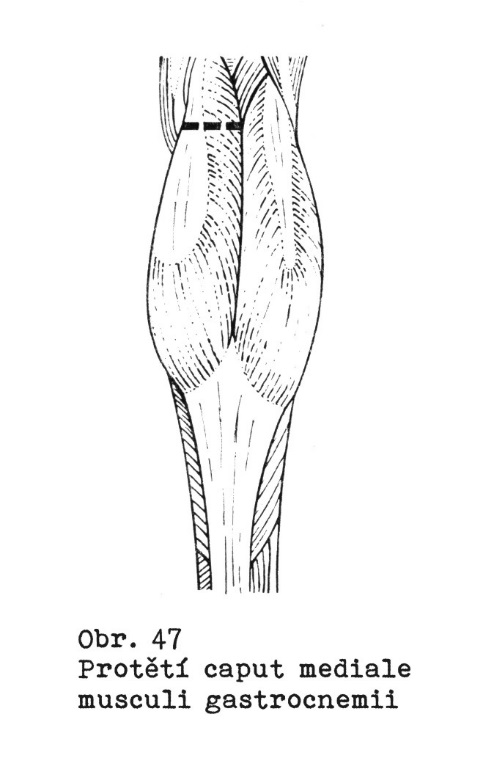 Obr. 47
Protětí caput mediale
musculi gastrocnemii